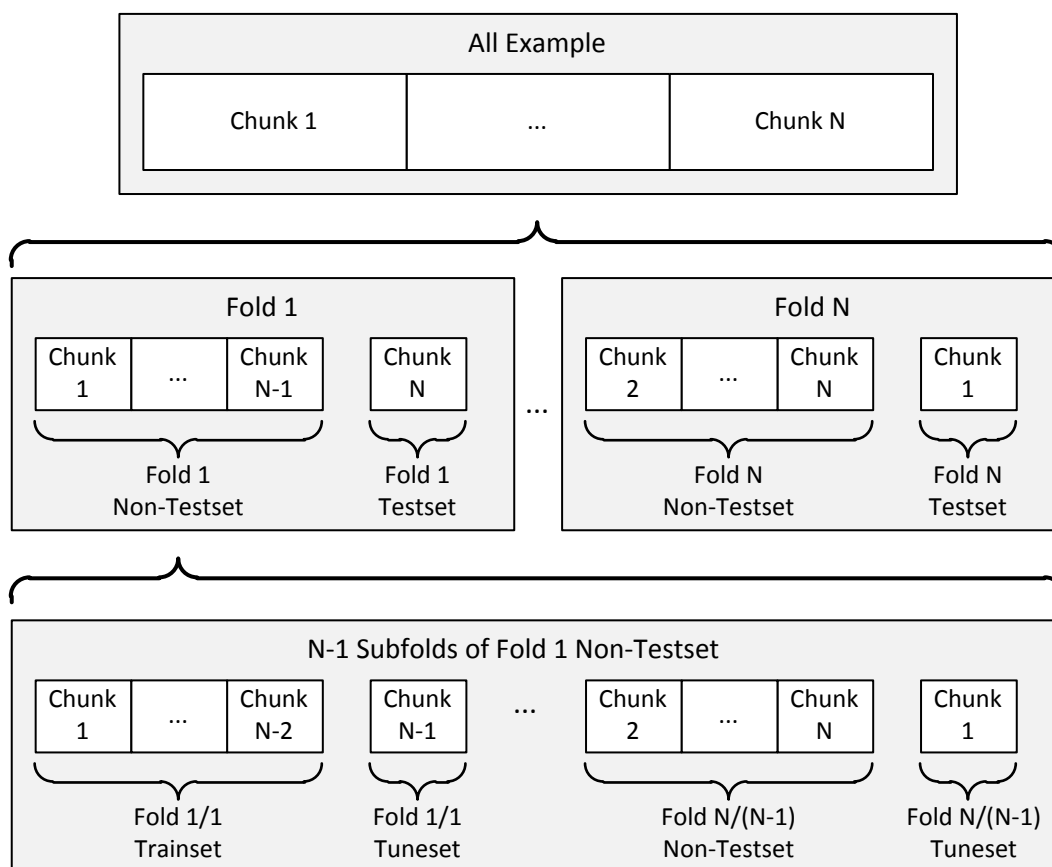 All Example
Chunk 1
...
Chunk N
Fold 1
Chunk
1
...
Chunk
N-1
Chunk
N
Fold 1
Non-Testset
Fold 1
Testset
...
Fold N
Chunk
2
...
Chunk
N
Chunk
1
Fold N
Non-Testset
Fold N
Testset
N-1 Subfolds of Fold 1 Non-Testset
Chunk
1
...
Chunk
N-2
Chunk
N-1
...
Chunk
2
...
Chunk
N
Chunk
1
Fold 1/1
Trainset
Fold 1/1
Tuneset
Fold N/(N-1)
Non-Testset
Fold N/(N-1)
Tuneset